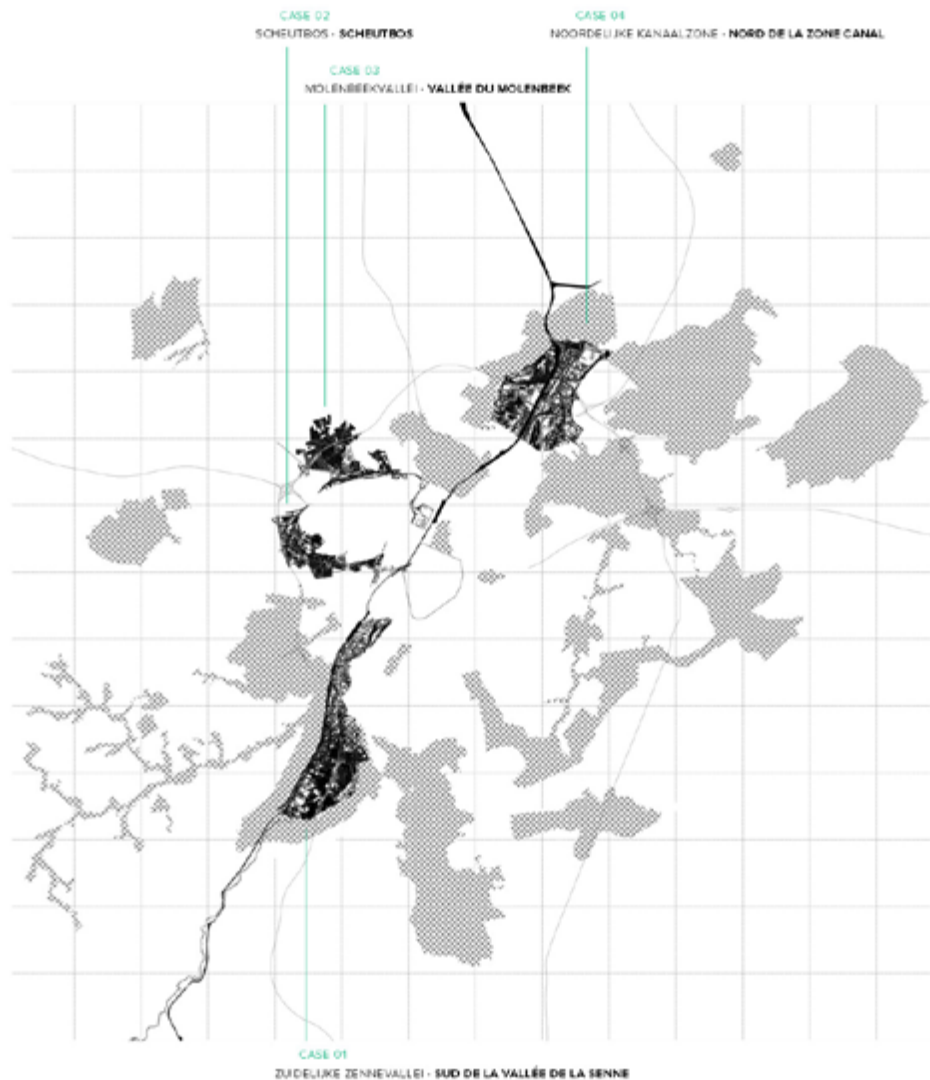 CASE 02
SCHEUTBOS - SCHEUTBOS
CASE 04
NOORDELIJKE KANAALZONE - NORD DE LA ZONE CANAL
CASE 03
MOLENBEEKVALLEI - VALLÉE DU MOLENBEEK
CASE 01
ZUIDELIJKE ZENNEVALLEI - SUD DE LA VALLÉE DE LA SENNE